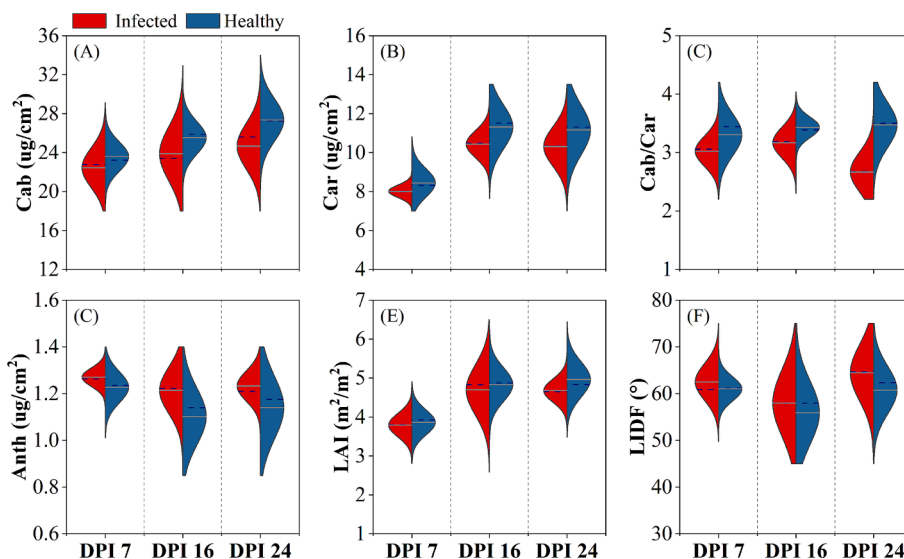 Infected Healthy
(A)
Cab (ug/cm²)
36
32
28
24
20
16
12
(B)
Car (ug/cm²)
16
14
12
10
8
6
4
(C)
Cab/Car
5
4
3
2
1
(C)
Anth (ug/cm²)
1.6
1.4
1.2
1.0
0.8
0.6
DPI 7 DPI 16 DPI 24
(E)
LAI (m²/m²)
7
6
5
4
3
2
1
DPI 7 DPI 16 DPI 24
(F)
LIDF (°)
80
70
60
50
40
30
DPI 7 DPI 16 DPI 24